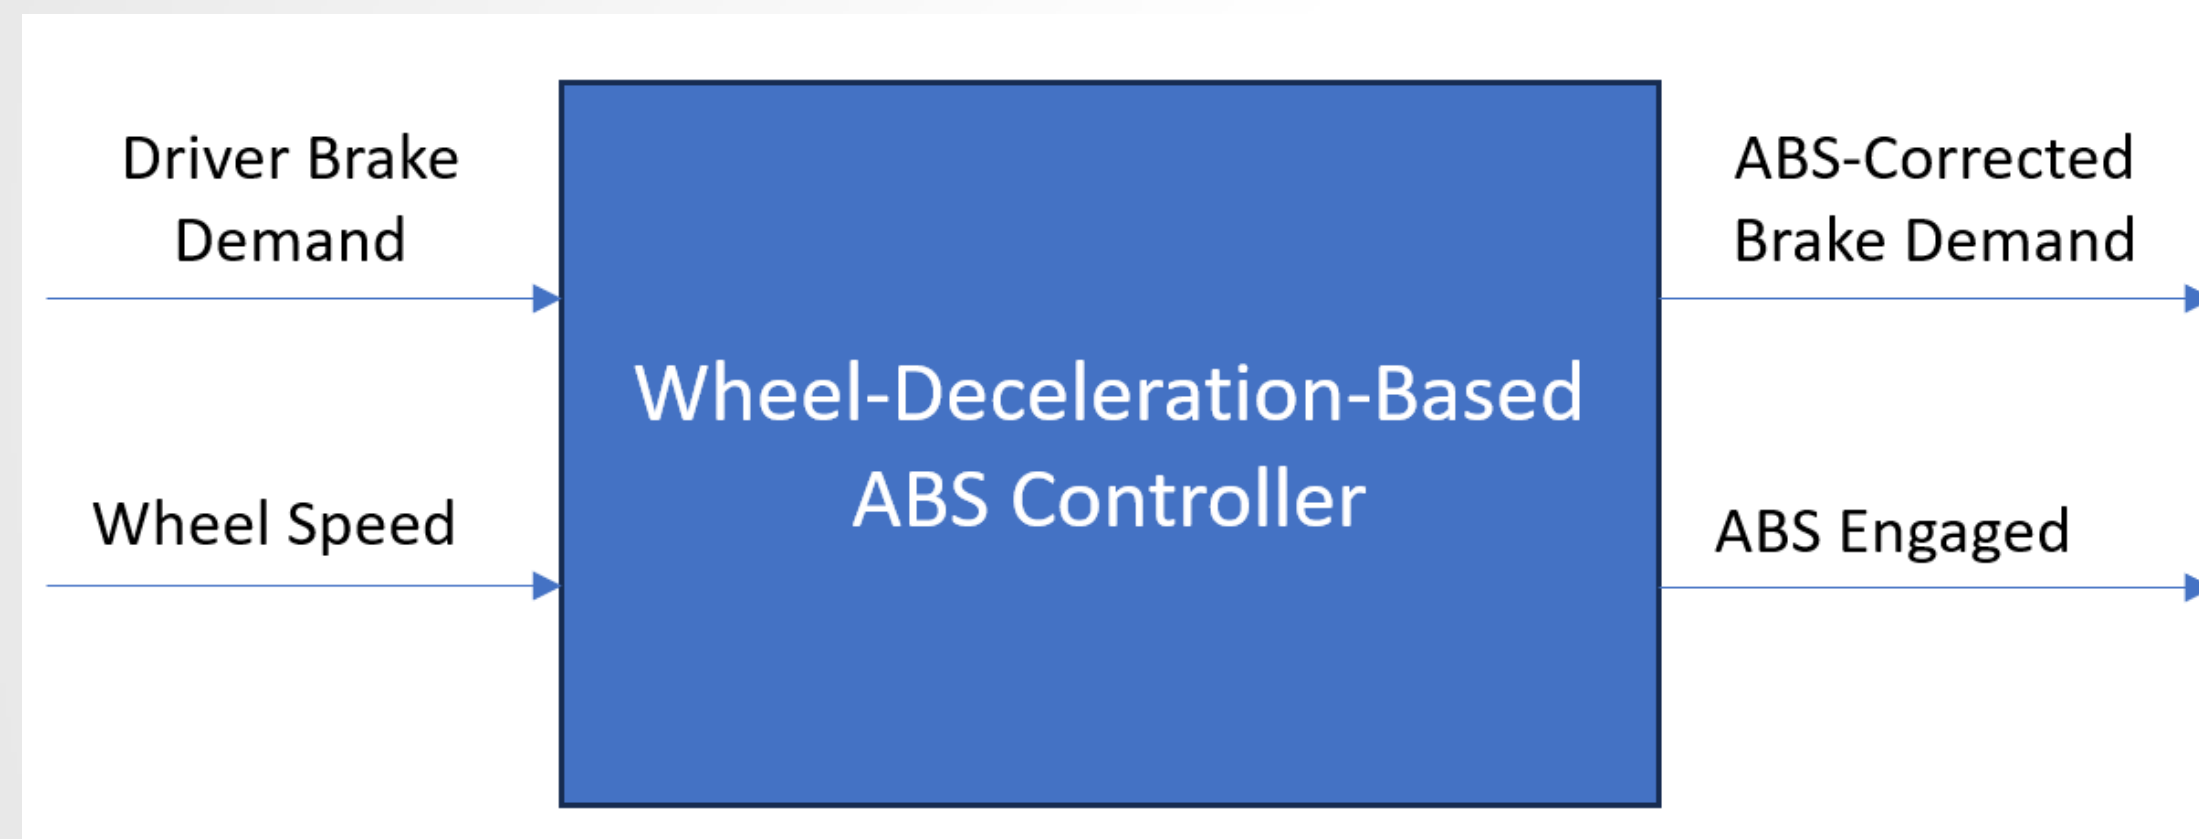 Driver Brake
Demand
Wheel Speed
Wheel-Deceleration-Based
ABS Controller
ABS-Corrected
Brake Demand
ABS Engaged